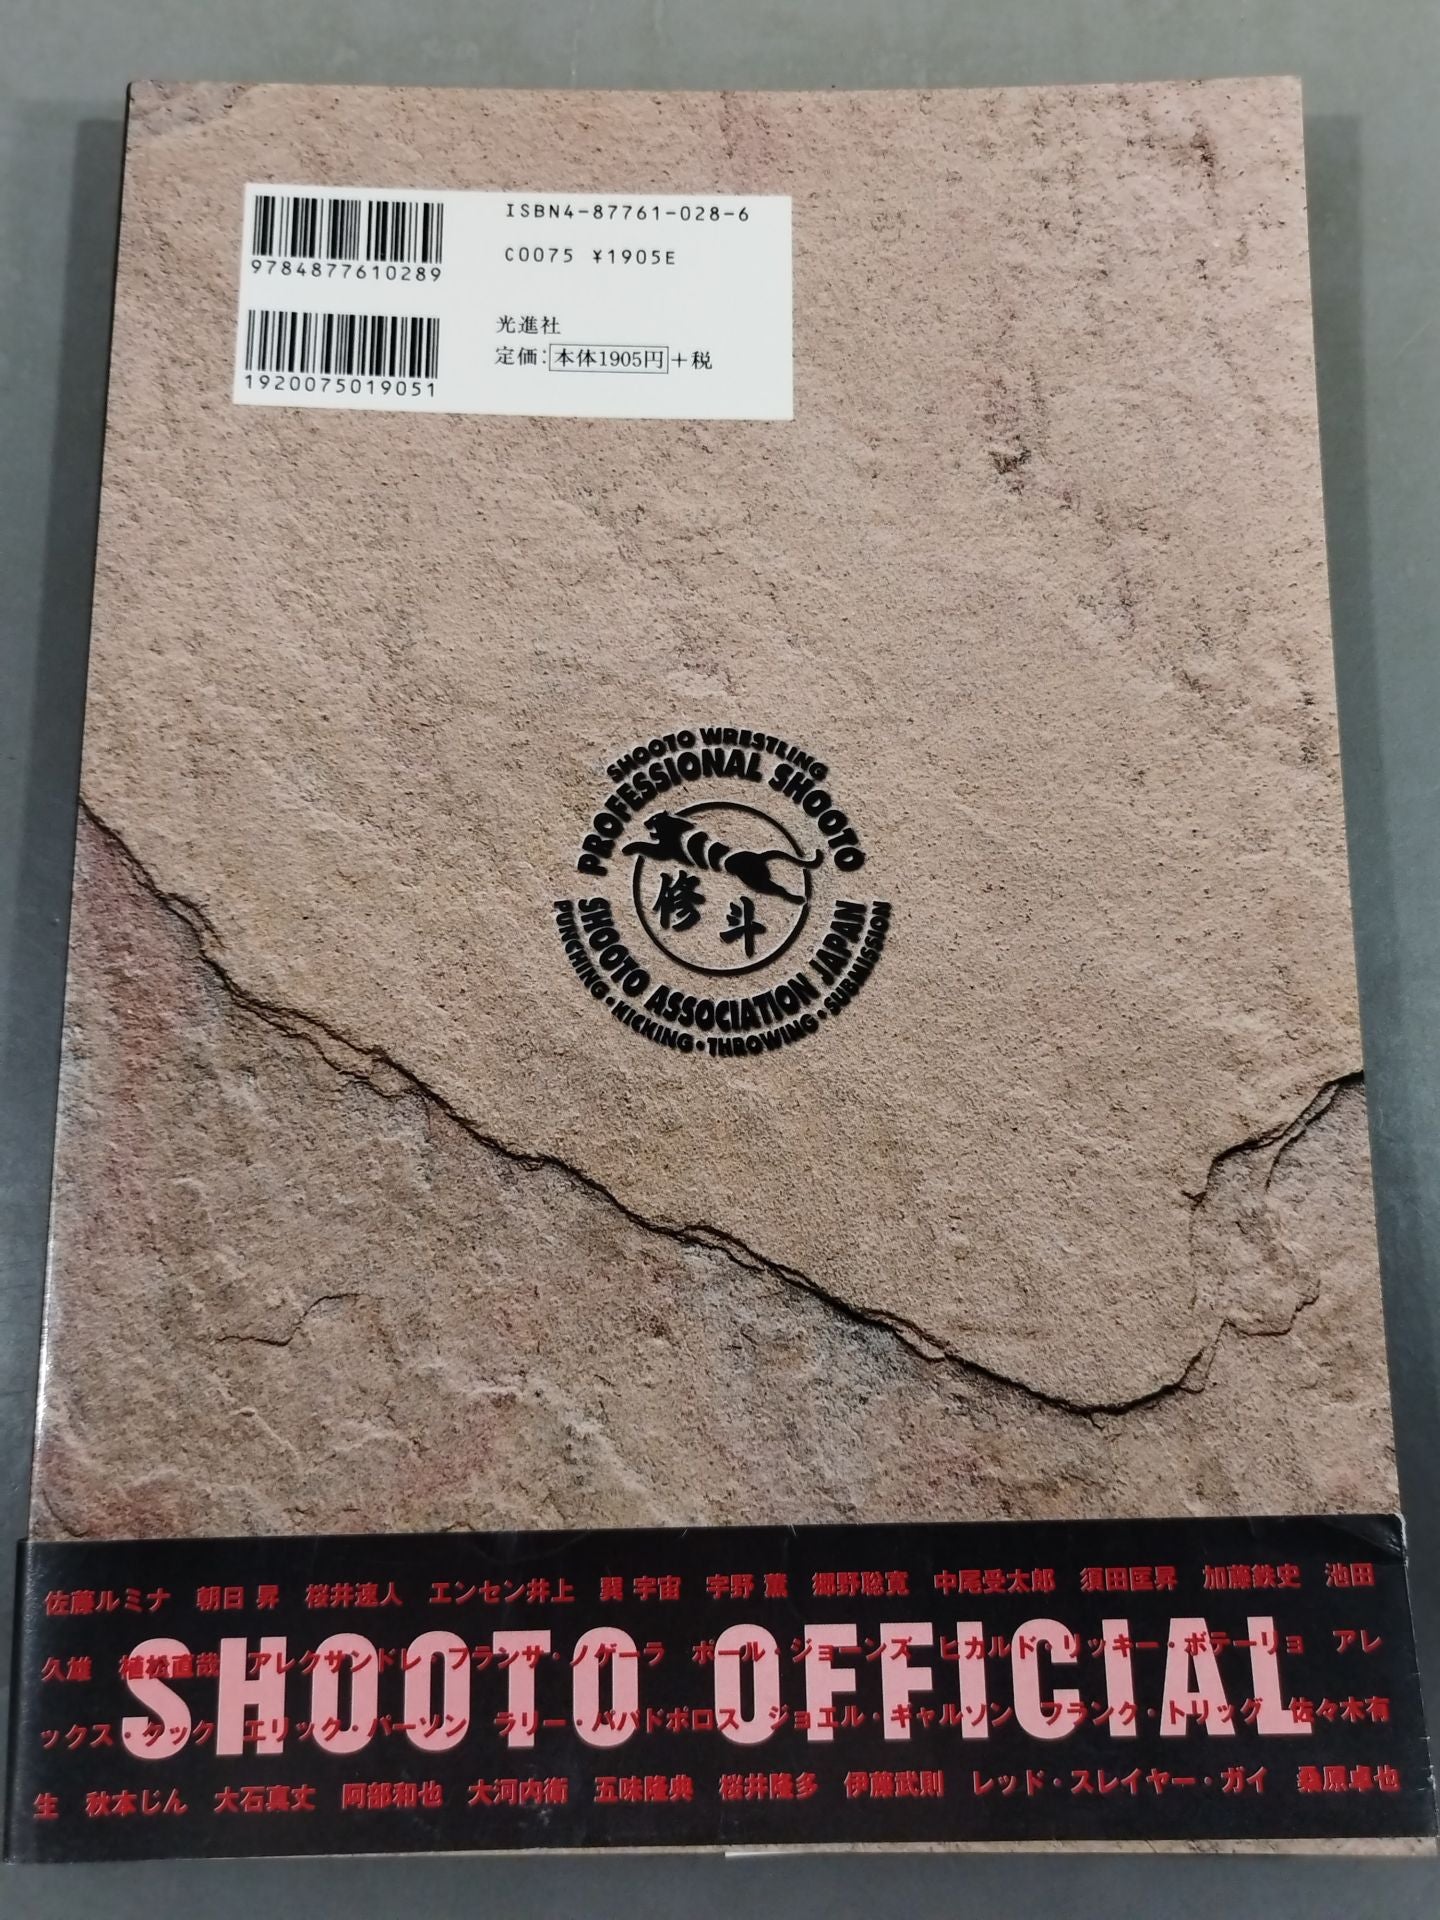 ISBN4-87761-028-6
9784877610289
C0075 ¥1905E
光進社
定価:本体1905円+税
1920075019051
SHOOTO WRESTLING
PROFESSIONAL SHOOTO
修斗
SHOOTO ASSOCIATION JAPAN
PUNCHING・KICKING・THROWING・SUBMISSION
佐藤ルミナ 朝日 昇 桜井速人 エンセン井上 巽 宇宙 宇野 薫 郷野聡寛 中尾受太郎 須田匡昇 加藤鉄史 池田
久雄 植松直哉 アレクサンドレ・フランサ・ノゲーラ ポール・ジョーンズ ヒカルド・リッキー・ボテーリョ アレ
SHOOTO OFFICIAL
ックス・クック エリック・パーソン ラリー・パパドポロス ジョエル・ギャルソン フランク・トリッグ 佐々木有
生 秋本じん 大石真丈 阿部和也 大河内衛 五味隆典 桜井隆多 伊藤武則 レッド・スレイヤー・ガイ 桑原卓也